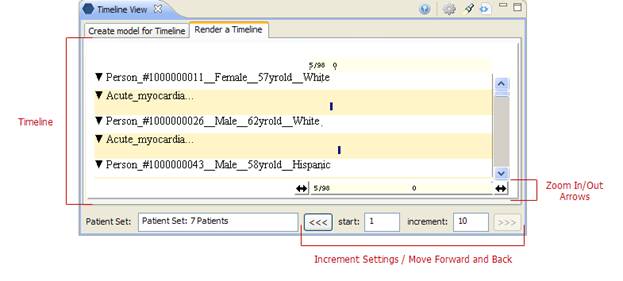 Timeline View
Create model for Timeline
Render a Timeline
5/98 0
▼ Person_#1000000011__Female__57yrold__White
▼ Acute_myocardia...
Timeline
▼ Person_#1000000026__Male__62yrold__White
▼ Acute_myocardia...
▼ Person_#1000000043__Male__58yrold__Hispanic
5/98 0
Zoom In/Out
Arrows
Patient Set: Patient Set: 7 Patients <<< start: 1 increment: 10 >>>
Increment Settings / Move Forward and Back